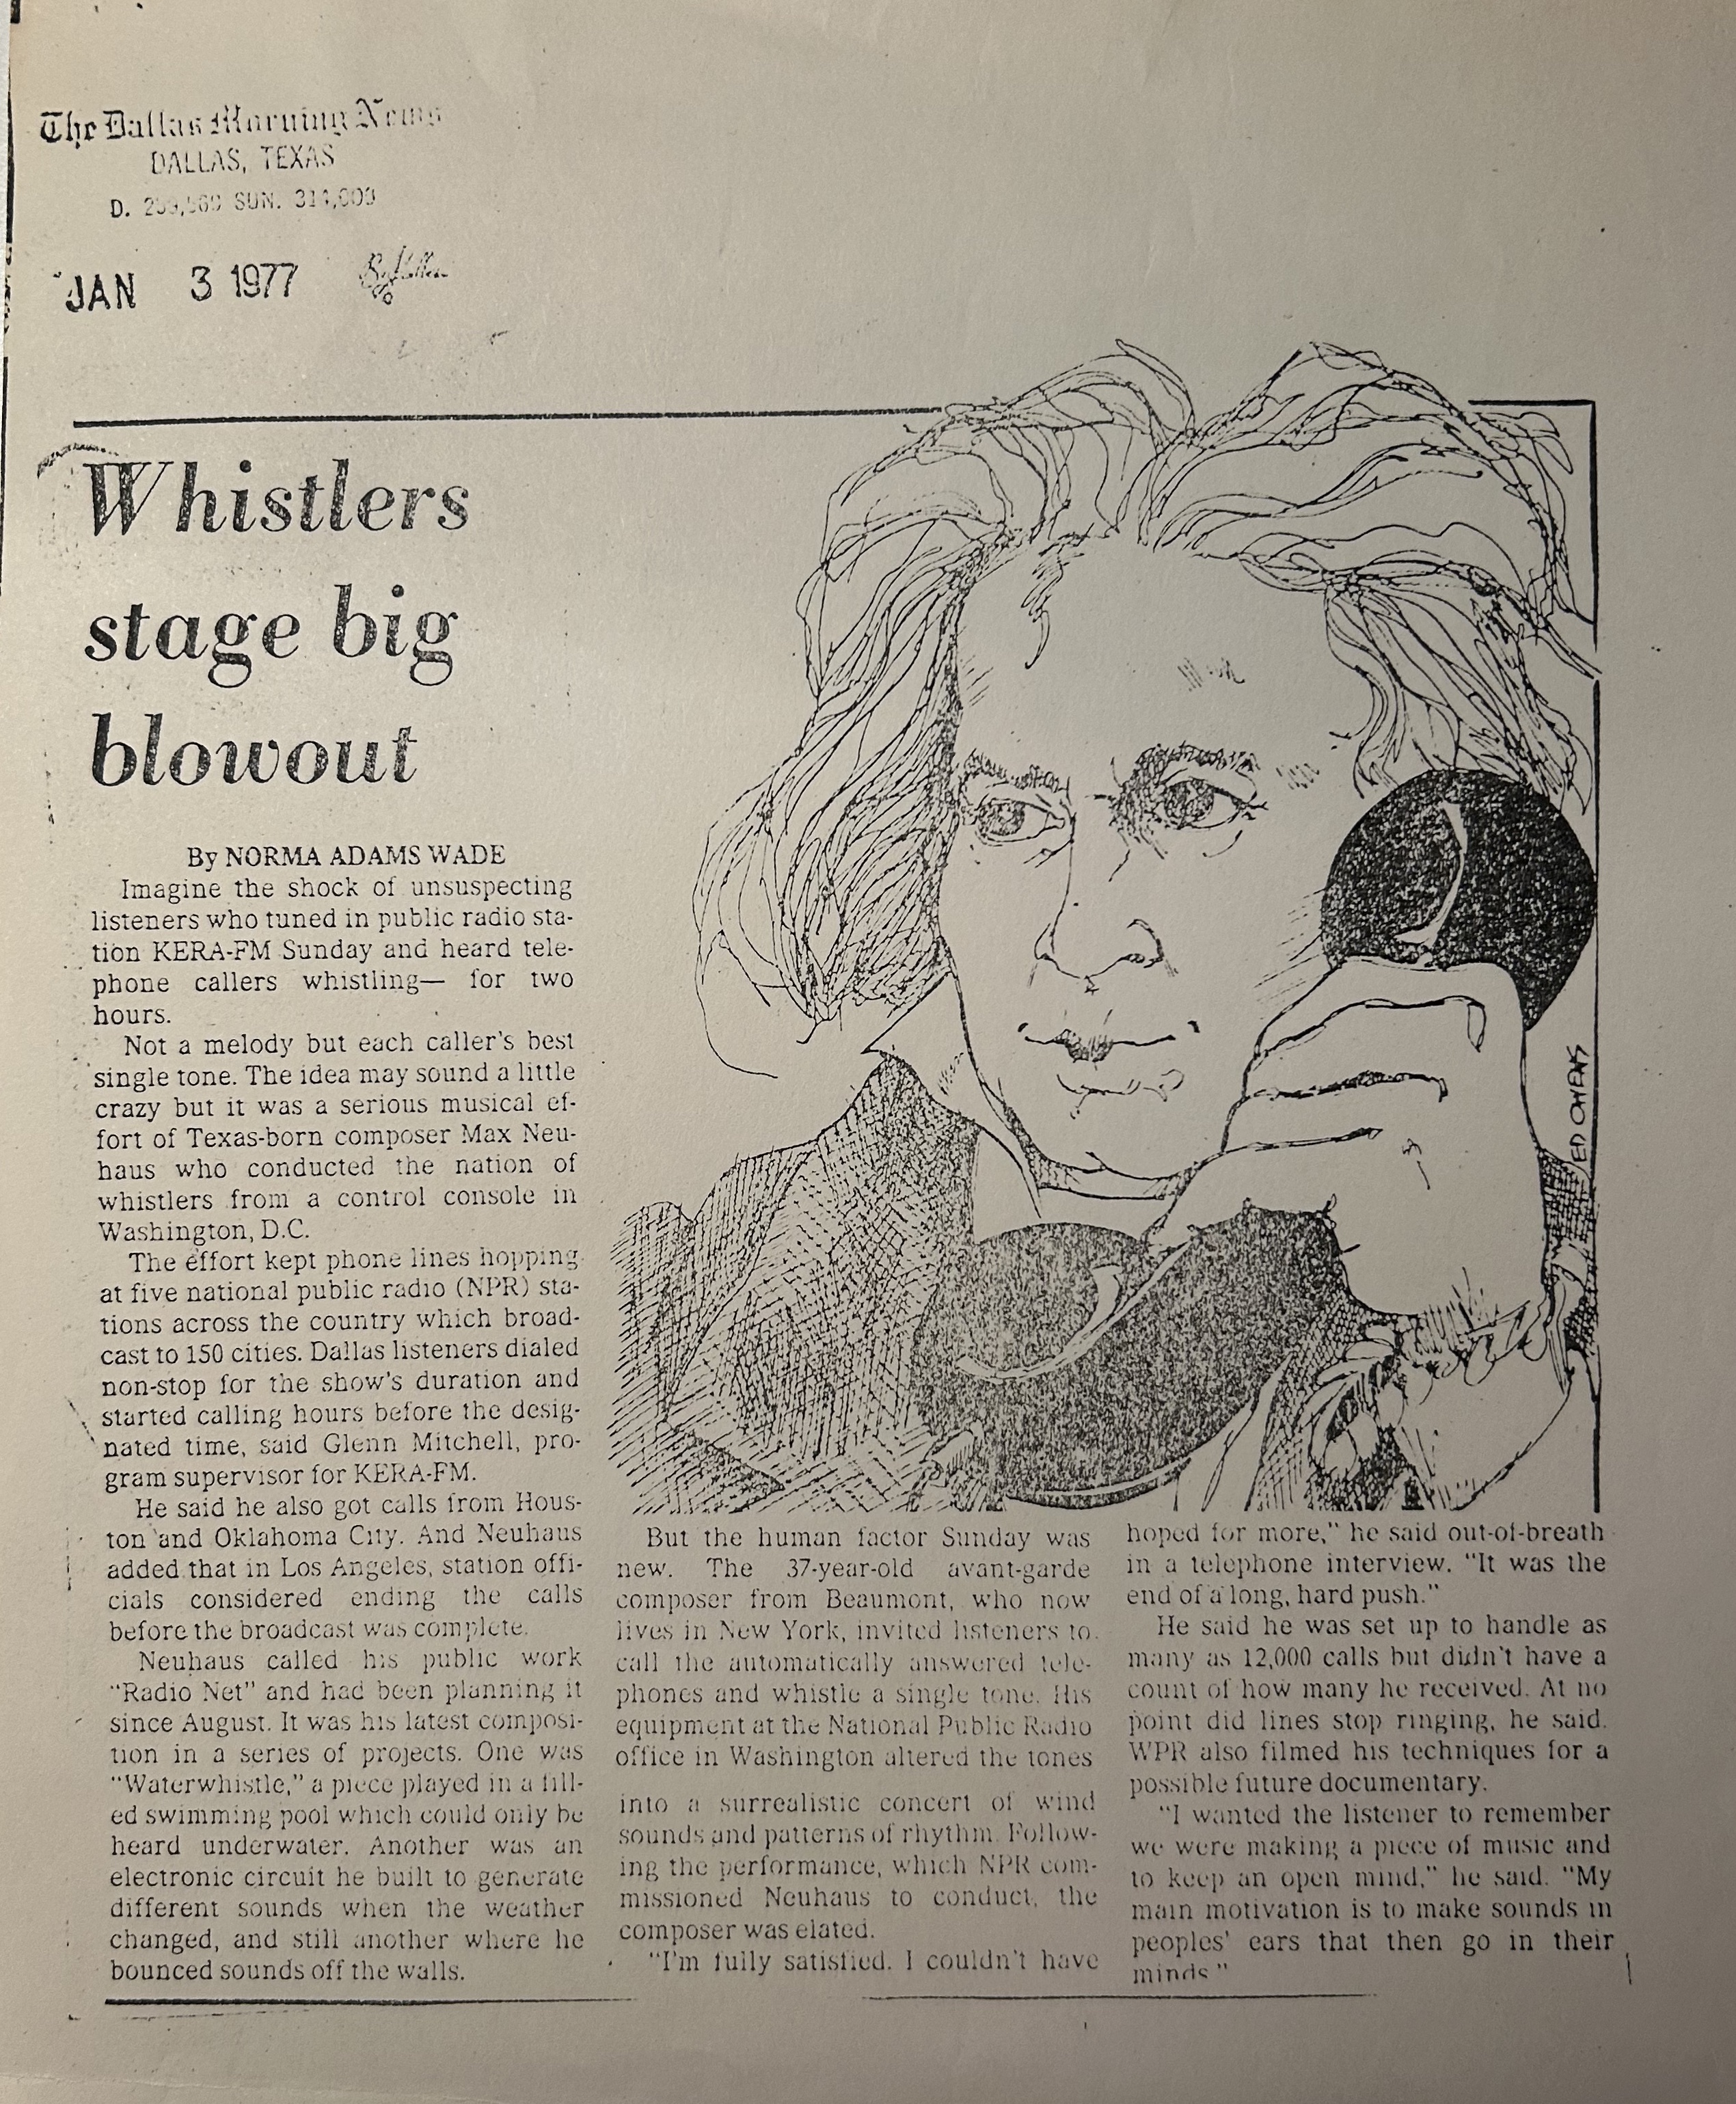 The Dallas Morning News
DALLAS, TEXAS
D. SUN.
JAN 3 1977
Whistlers
stage big
blowout
By NORMA ADAMS WADE
Imagine the shock of unsuspecting
listeners who tuned in public radio sta-
tion KERA-FM Sunday and heard tele-
phone callers whistling— for two
hours.
Not a melody but each caller's best
single tone. The idea may sound a little
crazy but it was a serious musical ef-
fort of Texas-born composer Max Neu-
haus who conducted the nation of
whistlers from a control console in
Washington, D.C.
The effort kept phone lines hopping
at five national public radio (NPR) sta-
tions across the country which broad-
cast to 150 cities. Dallas listeners dialed
non-stop for the show's duration and
started calling hours before the desig-
nated time, said Glenn Mitchell, pro-
gram supervisor for KERA-FM.
He said he also got calls from Hous-
ton and Oklahoma City. And Neuhaus
added that in Los Angeles, station offi-
cials considered ending the calls
before the broadcast was complete.
Neuhaus called his public work
"Radio Net" and had been planning it
since August. It was his latest composi-
tion in a series of projects. One was
"Waterwhistle," a piece played in a fill-
ed swimming pool which could only be
heard underwater. Another was an
electronic circuit he built to generate
different sounds when the weather
changed, and still another where he
bounced sounds off the walls.
But the human factor Sunday was
new. The 37-year-old avant-garde
composer from Beaumont, who now
lives in New York, invited listeners to
call the automatically answered tele-
phones and whistle a single tone. His
equipment at the National Public Radio
office in Washington altered the tones
into a surrealistic concert of wind
sounds and patterns of rhythm. Follow-
ing the performance, which NPR com-
missioned Neuhaus to conduct, the
composer was elated.
"I'm fully satisfied. I couldn't have
hoped for more," he said out-of-breath
in a telephone interview. "It was the
end of a long, hard push."
He said he was set up to handle as
many as 12,000 calls but didn't have a
count of how many he received. At no
point did lines stop ringing, he said.
WPR also filmed his techniques for a
possible future documentary.
"I wanted the listener to remember
we were making a piece of music and
to keep an open mind," he said. "My
main motivation is to make sounds in
peoples' ears that then go in their
minds."
ED OWENS